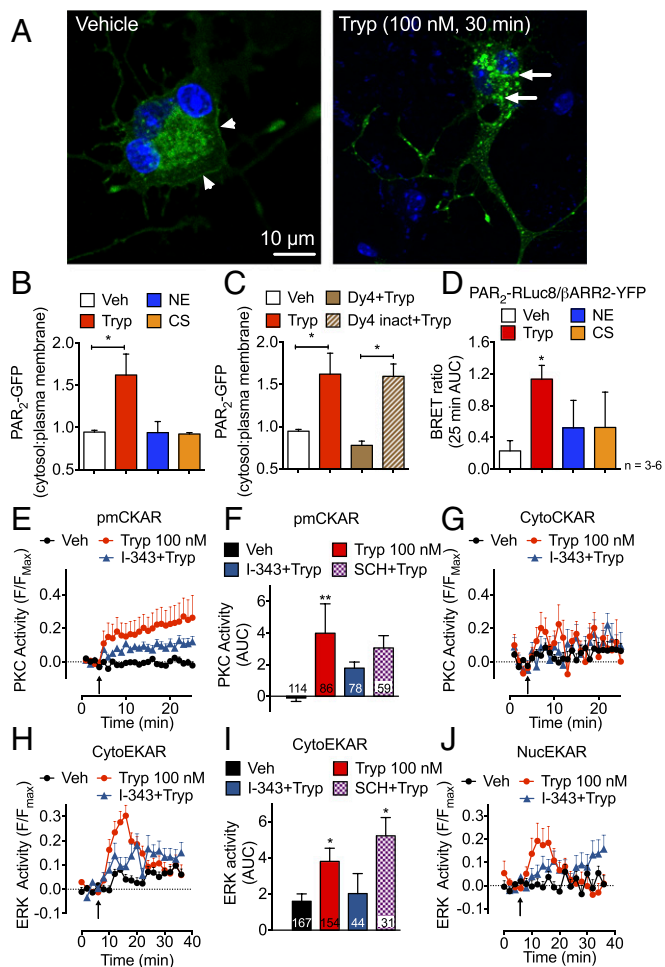 A
Vehicle
Tryp (100 nM, 30 min)
10 µm
B
Veh
NE
Tryp
CS
*
PAR2-GFP
(cytosol:plasma membrane)
2.0
1.5
1.0
0.5
C
Veh
Dy4+Tryp
Tryp
Dy4 inact+Tryp
*
*
PAR2-GFP
(cytosol:plasma membrane)
2.0
1.5
1.0
0.5
D
PAR2-RLuc8/βARR2-YFP
Veh
NE
Tryp
CS
*
BRET ratio
(25 min AUC)
1.8
1.2
0.6
0.0
n = 3-6
E
pmCKAR
Veh
Tryp 100 nM
I-343+Tryp
PKC Activity (F/FMax)
0.4
0.2
0.0
0
10
20
Time (min)
F
pmCKAR
Veh
Tryp 100 nM
I-343+Tryp
SCH+Tryp
**
PKC Activity
(AUC)
6
4
2
0
114
86
78
59
G
CytoCKAR
Veh
Tryp 100 nM
I-343+Tryp
PKC Activity (F/FMax)
0.4
0.2
0.0
0
10
20
Time (min)
H
CytoEKAR
Veh
Tryp 100 nM
I-343+Tryp
ERK Activity (F/Fmax)
0.3
0.2
0.1
0.0
-0.1
0
10
20
30
40
Time (min)
I
CytoEKAR
Veh
Tryp 100 nM
I-343+Tryp
SCH+Tryp
*
*
ERK activity
(AUC)
6
4
2
0
167
154
44
31
J
NucEKAR
Veh
Tryp 100 nM
I-343+Tryp
ERK Activity (F/Fmax)
0.3
0.2
0.1
0.0
-0.1
0
10
20
30
40
Time (min)